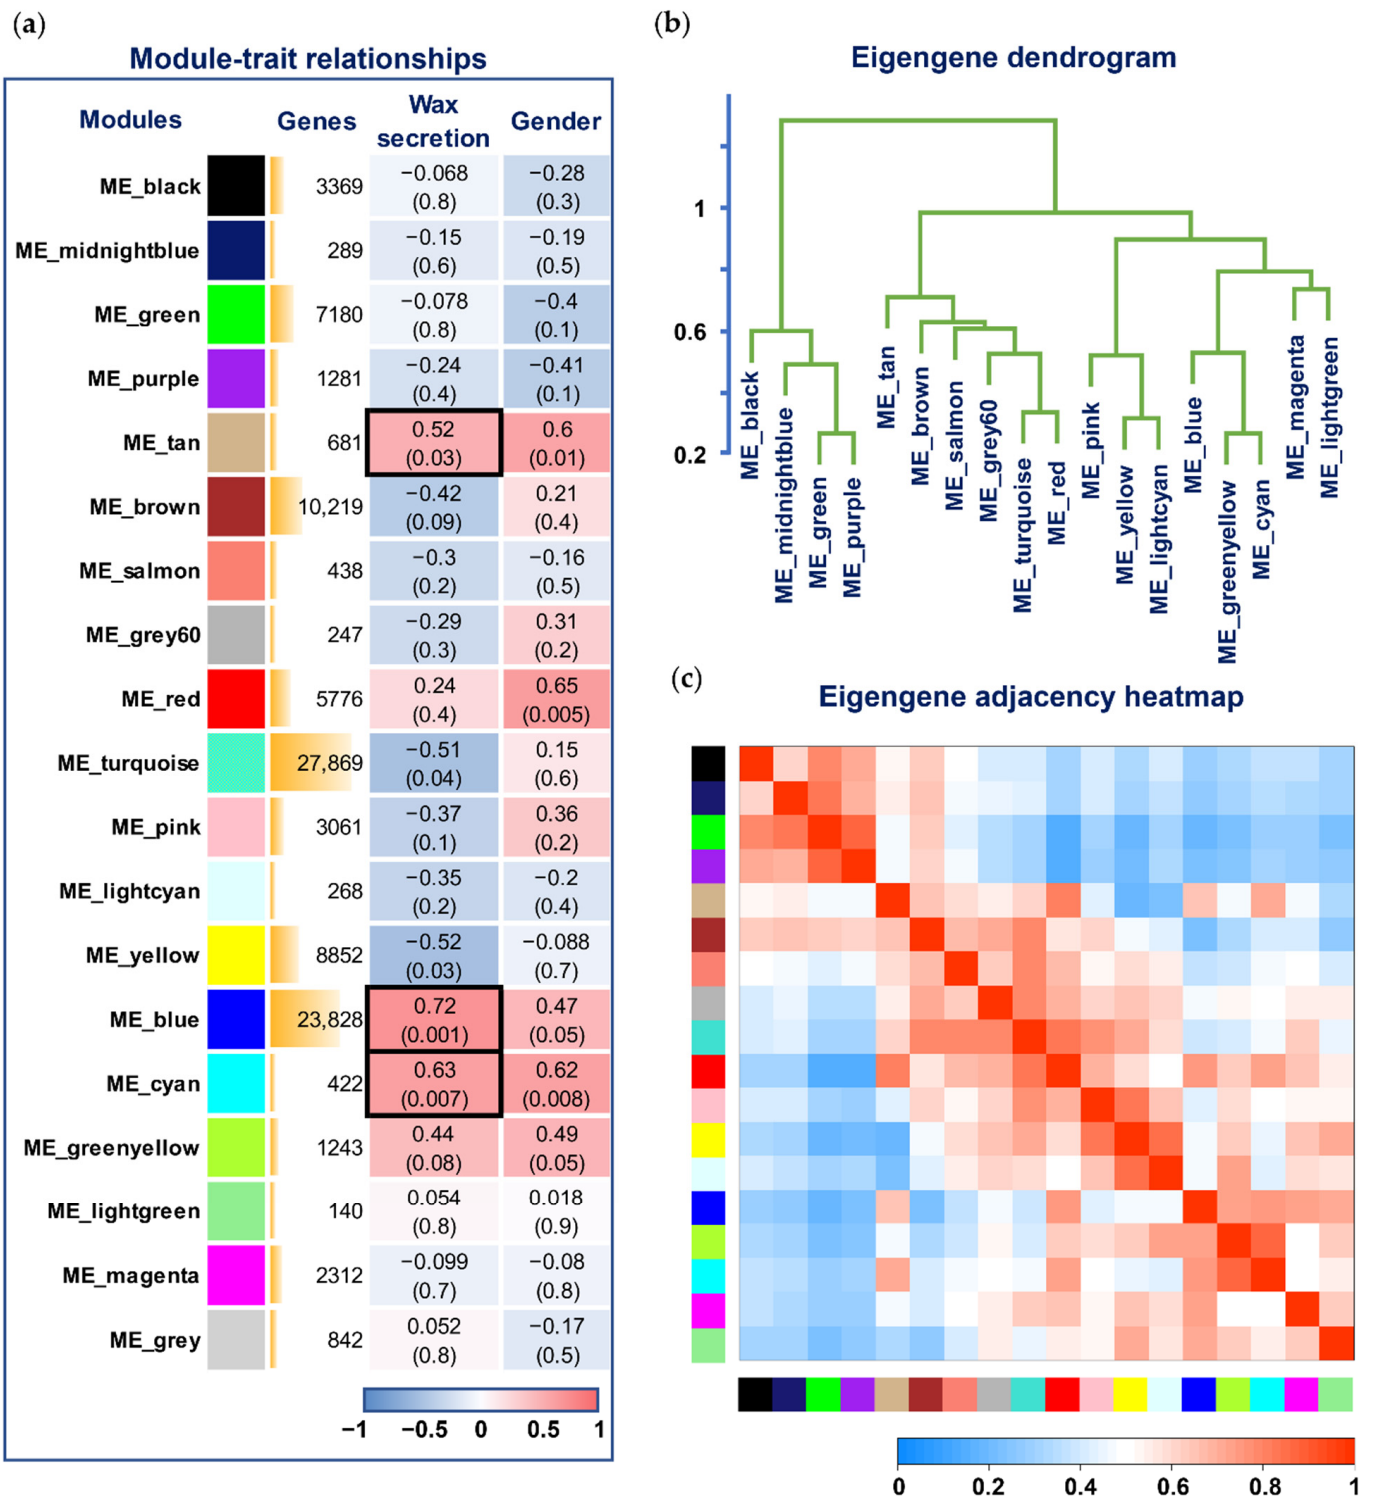 (a)
Module-trait relationships
Modules Genes Wax secretion Gender
ME_black 3369 −0.068 (0.8) −0.28 (0.3)
ME_midnightblue 289 −0.15 (0.6) −0.19 (0.5)
ME_green 7180 −0.078 (0.8) −0.4 (0.1)
ME_purple 1281 −0.24 (0.4) −0.41 (0.1)
ME_tan 681 0.52 (0.03) 0.6 (0.01)
ME_brown 10,219 −0.42 (0.09) 0.21 (0.4)
ME_salmon 438 −0.3 (0.2) −0.16 (0.5)
ME_grey60 247 −0.29 (0.3) 0.31 (0.2)
ME_red 5776 0.24 (0.4) 0.65 (0.005)
ME_turquoise 27,869 −0.51 (0.04) 0.15 (0.6)
ME_pink 3061 −0.37 (0.1) 0.36 (0.2)
ME_lightcyan 268 −0.35 (0.2) −0.2 (0.4)
ME_yellow 8852 −0.52 (0.03) −0.088 (0.7)
ME_blue 23,828 0.72 (0.001) 0.47 (0.05)
ME_cyan 422 0.63 (0.007) 0.62 (0.008)
ME_greenyellow 1243 0.44 (0.08) 0.49 (0.05)
ME_lightgreen 140 0.054 (0.8) 0.018 (0.9)
ME_magenta 2312 −0.099 (0.7) −0.08 (0.8)
ME_grey 842 0.052 (0.8) −0.17 (0.5)
−1 −0.5 0 0.5 1
(b)
Eigengene dendrogram
1
0.6
0.2
ME_black
ME_midnightblue
ME_green
ME_purple
ME_tan
ME_brown
ME_salmon
ME_grey60
ME_turquoise
ME_red
ME_pink
ME_yellow
ME_lightcyan
ME_blue
ME_greenyellow
ME_cyan
ME_magenta
ME_lightgreen
(c)
Eigengene adjacency heatmap
0 0.2 0.4 0.6 0.8 1